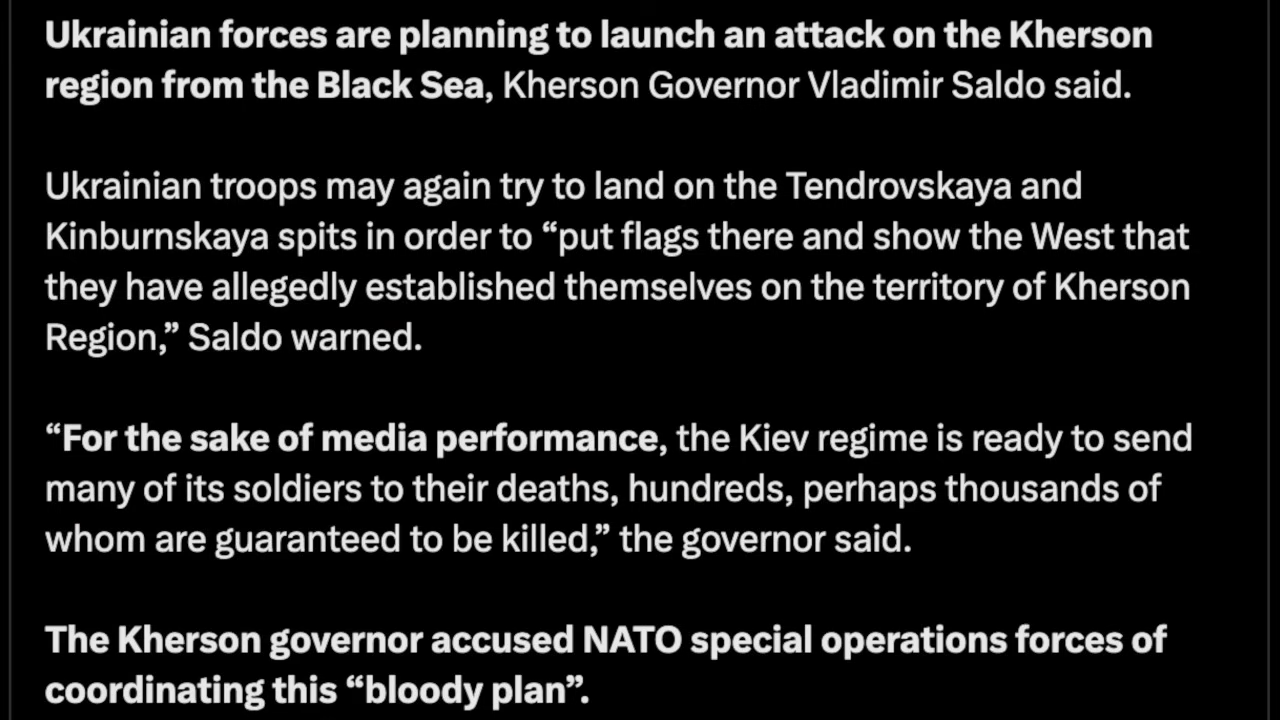 Ukrainian forces are planning to launch an attack on the Kherson
region from the Black Sea, Kherson Governor Vladimir Saldo said.
Ukrainian troops may again try to land on the Tendrovskaya and
Kinburnskaya spits in order to “put flags there and show the West that
they have allegedly established themselves on the territory of Kherson
Region,” Saldo warned.
“For the sake of media performance, the Kiev regime is ready to send
many of its soldiers to their deaths, hundreds, perhaps thousands of
whom are guaranteed to be killed,” the governor said.
The Kherson governor accused NATO special operations forces of
coordinating this “bloody plan”.